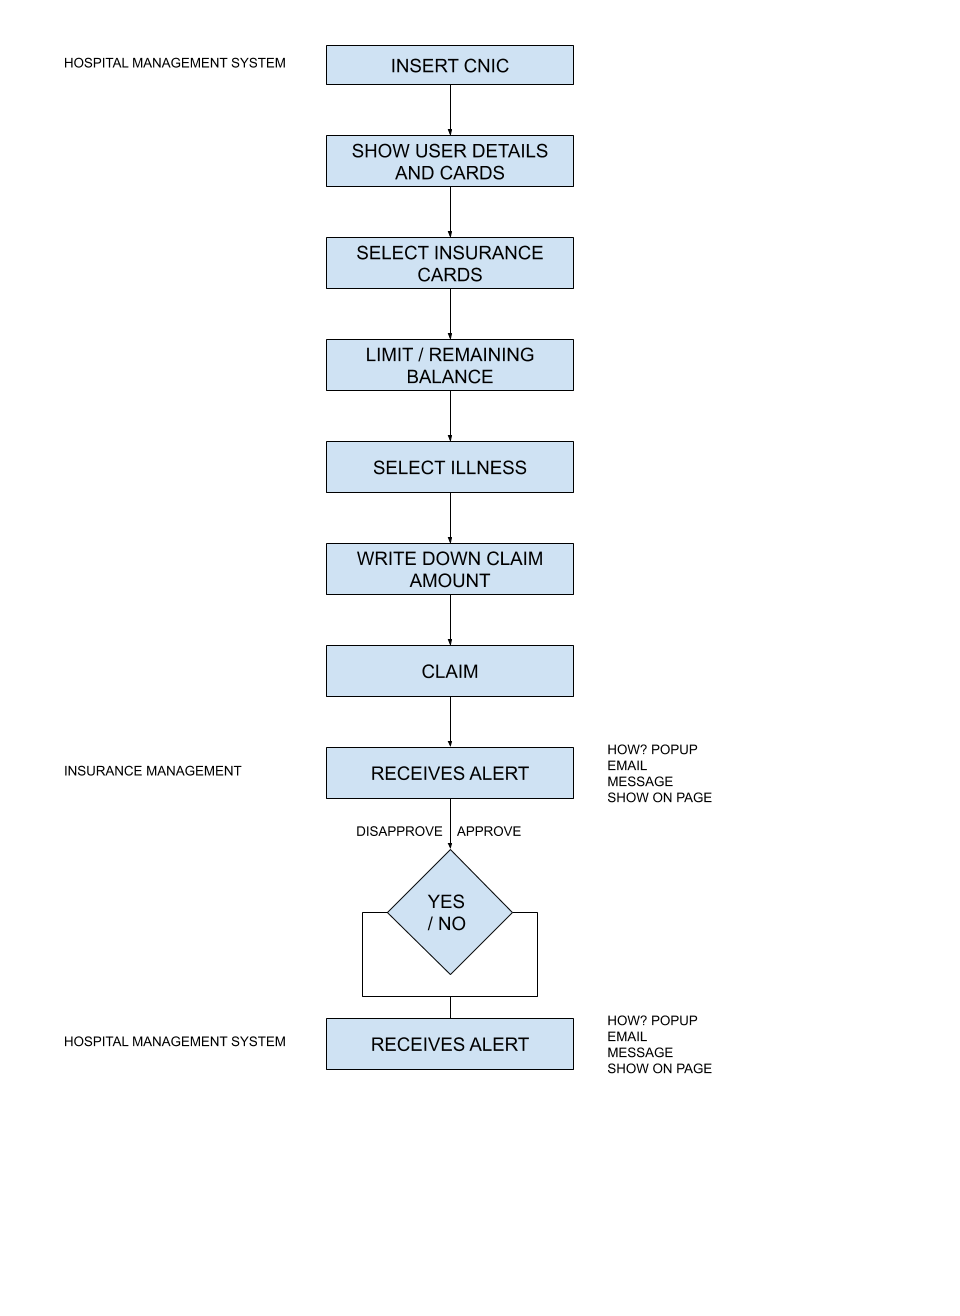 HOSPITAL MANAGEMENT SYSTEM
INSERT CNIC
SHOW USER DETAILS
AND CARDS
SELECT INSURANCE
CARDS
LIMIT / REMAINING
BALANCE
SELECT ILLNESS
WRITE DOWN CLAIM
AMOUNT
CLAIM
INSURANCE MANAGEMENT
RECEIVES ALERT
HOW? POPUP
EMAIL
MESSAGE
SHOW ON PAGE
DISAPPROVE
APPROVE
YES
/ NO
HOSPITAL MANAGEMENT SYSTEM
RECEIVES ALERT
HOW? POPUP
EMAIL
MESSAGE
SHOW ON PAGE